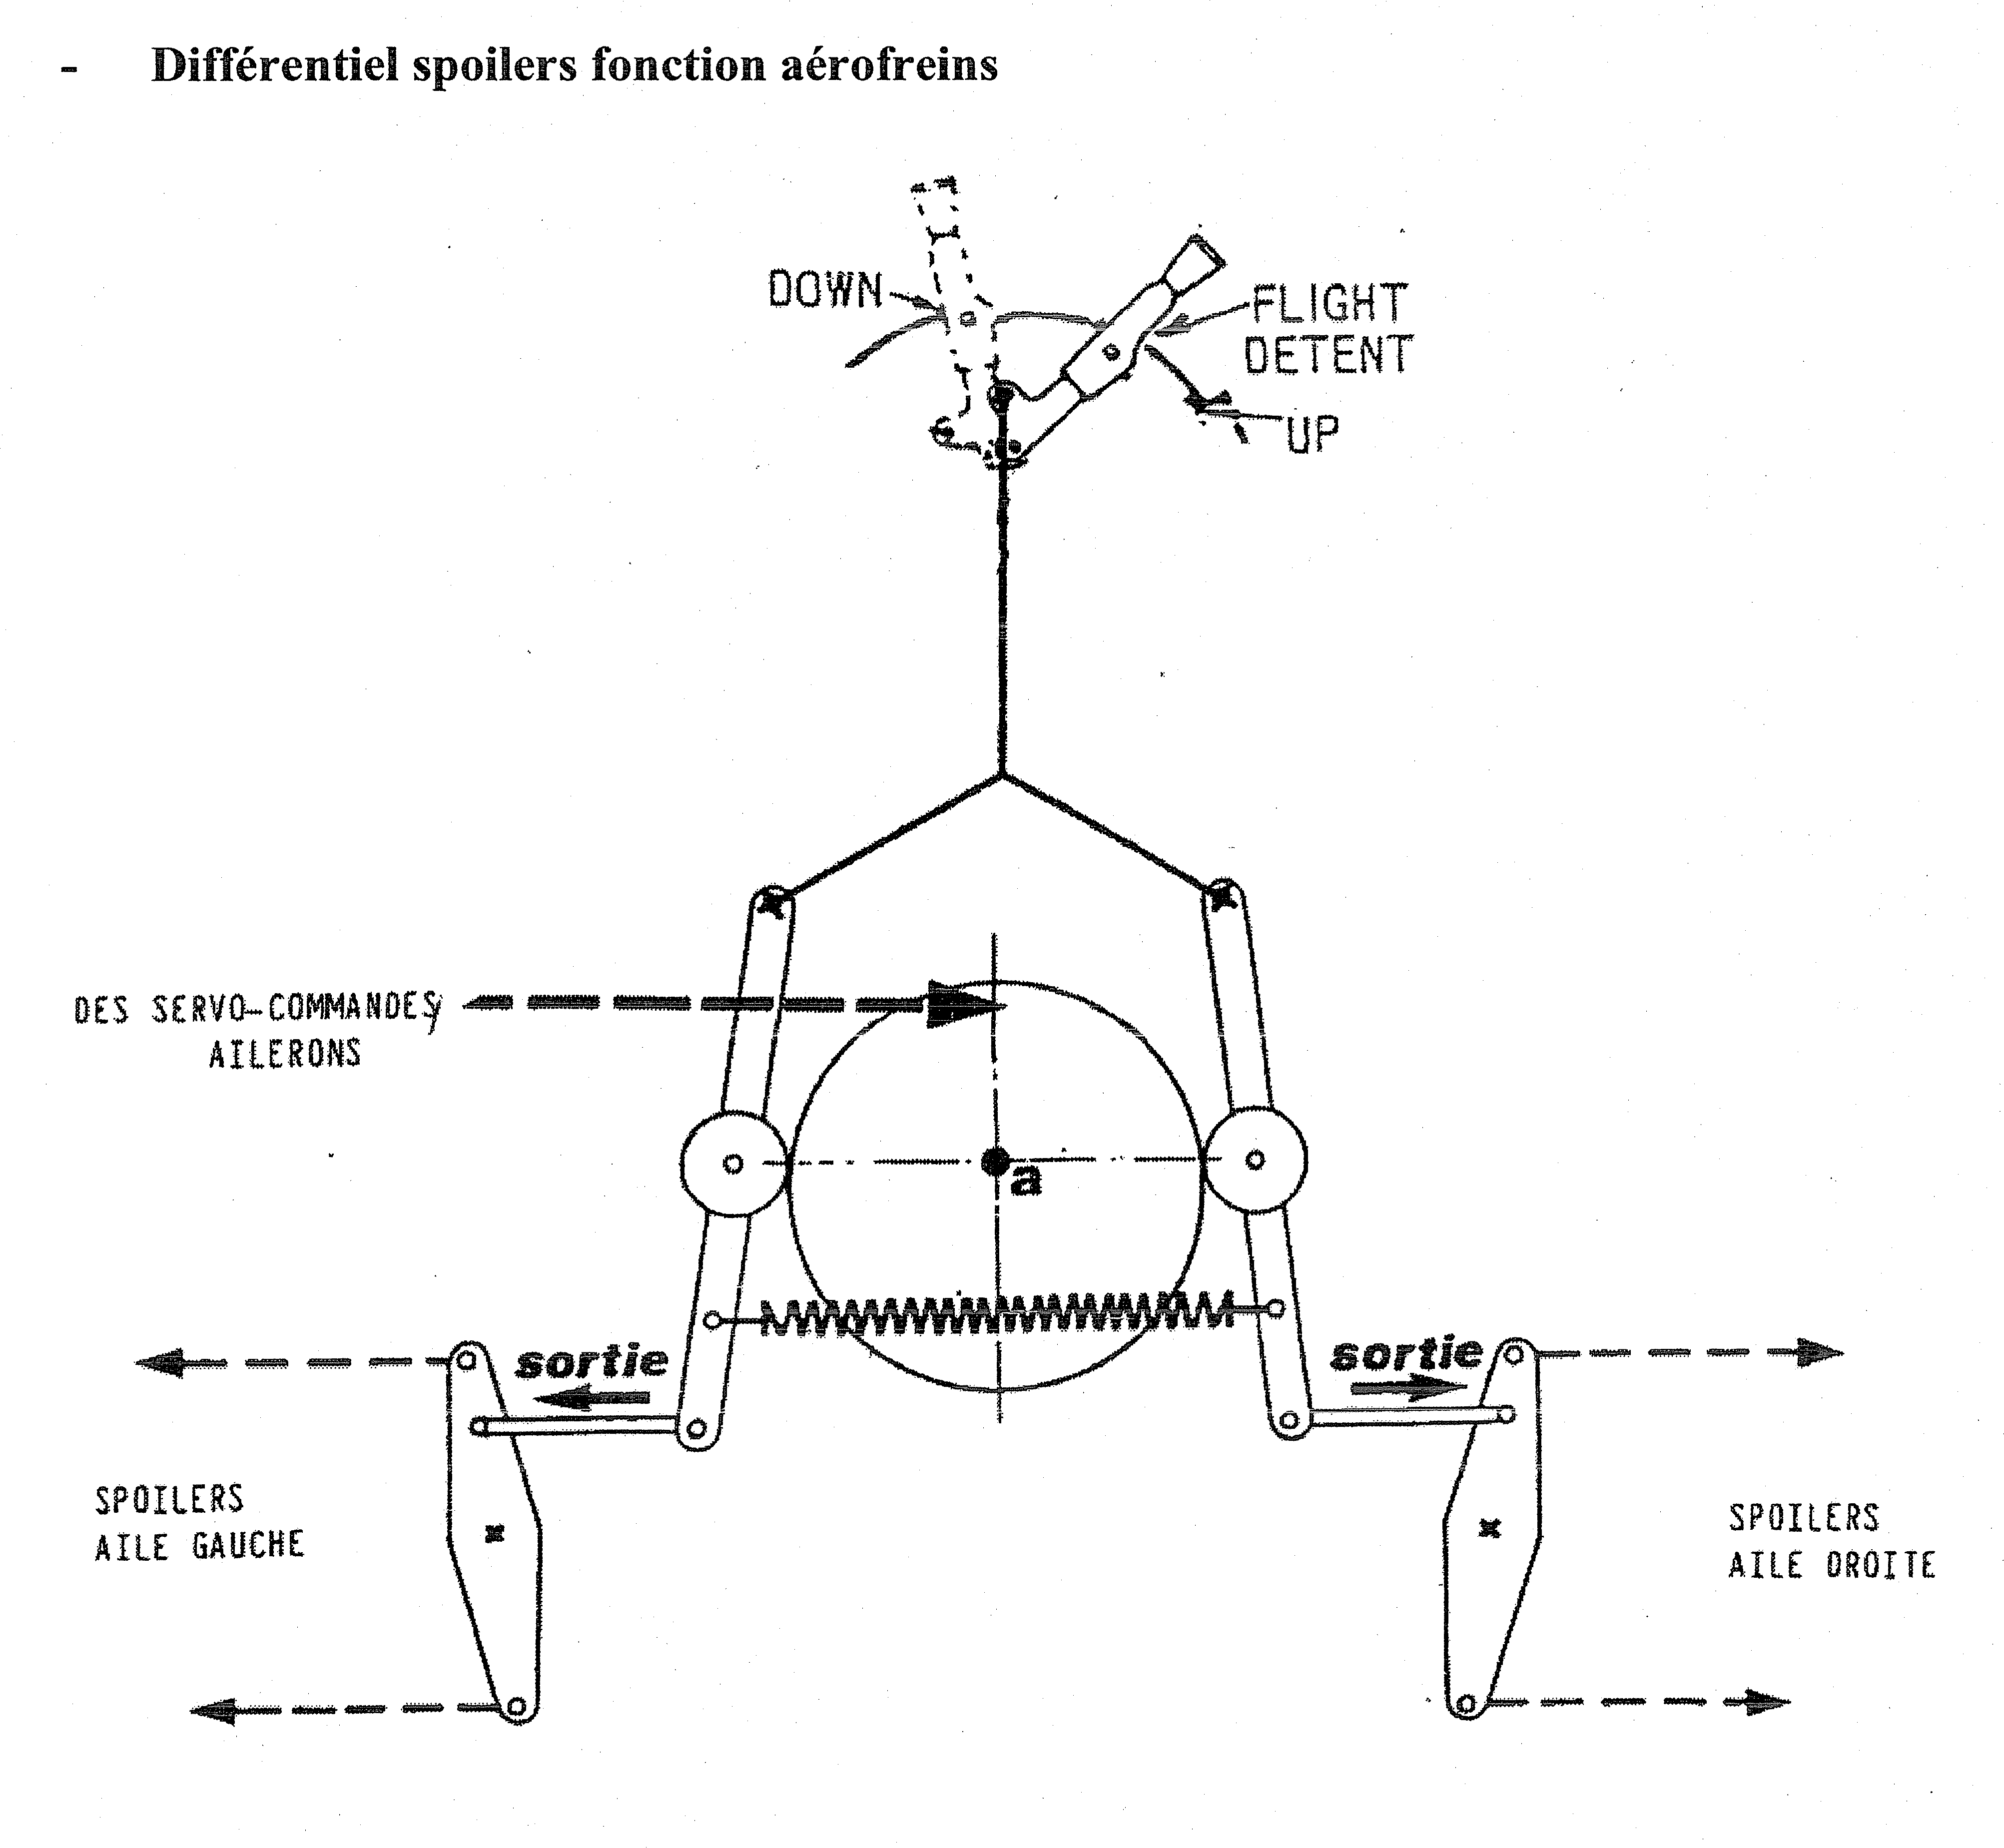 - Différentiel spoilers fonction aérofreins
DOWN
FLIGHT
DETENT
UP
DES SERVO-COMMANDES
AILERONS
a
sortie
sortie
SPOILERS
AILE GAUCHE
SPOILERS
AILE DROITE